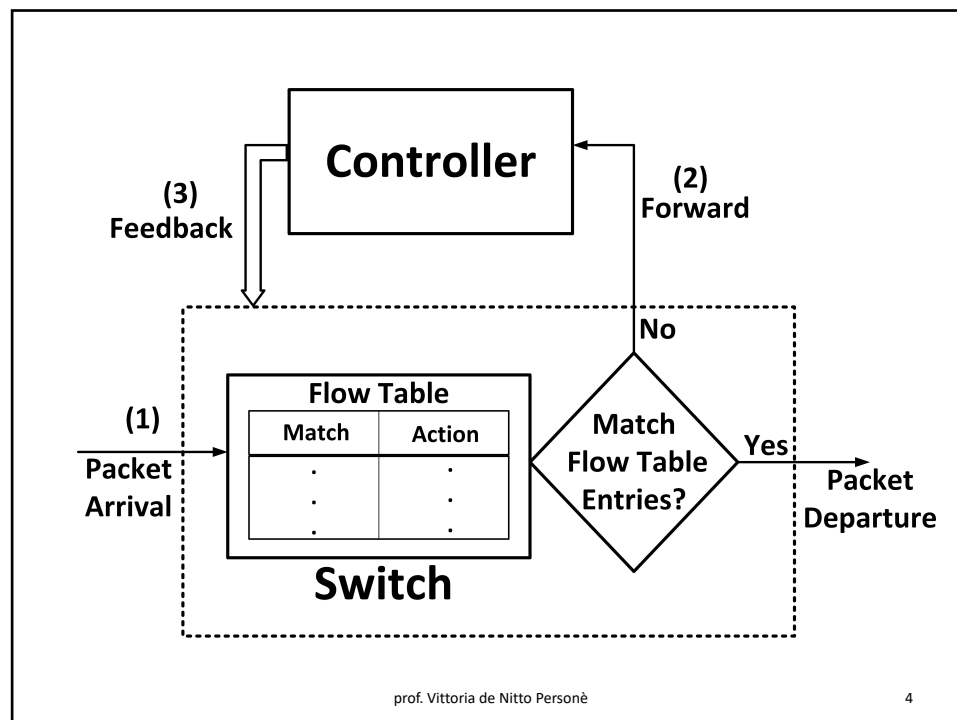 Controller
(3)
Feedback
(2)
Forward
No
(1)
Packet
Arrival
Flow Table
Match Action
Switch
Match
Flow Table
Entries?
Yes
Packet
Departure
prof. Vittoria de Nitto Personè
4